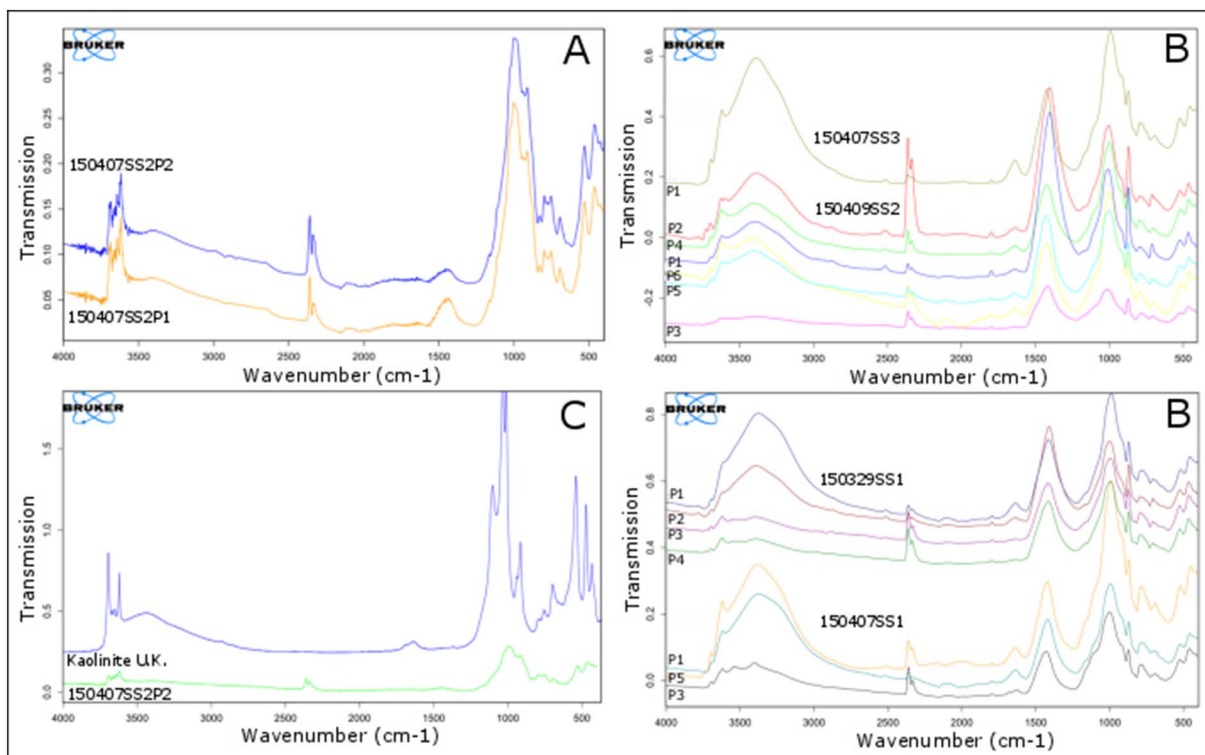 BRUKER
A
Transmission
0.30
0.25
0.20
0.15
0.10
0.05
150407SS2P2
150407SS2P1
4000 3500 3000 2500 2000 1500 1000 500
Wavenumber (cm-1)
BRUKER
B
Transmission
0.6
0.4
0.2
0.0
-0.2
150407SS3
P1
150409SS2
P2
P4
P1
P6
P5
P3
4000 3500 3000 2500 2000 1500 1000 500
Wavenumber (cm-1)
BRUKER
C
Transmission
1.5
1.0
0.5
0.0
Kaolinite U.K.
150407SS2P2
4000 3500 3000 2500 2000 1500 1000 500
Wavenumber (cm-1)
BRUKER
B
Transmission
0.8
0.6
0.4
0.2
0.0
150329SS1
P1
P2
P3
P4
150407SS1
P1
P5
P3
4000 3500 3000 2500 2000 1500 1000 500
Wavenumber (cm-1)